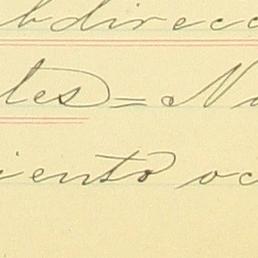 bdirecc
les = N
iento oc